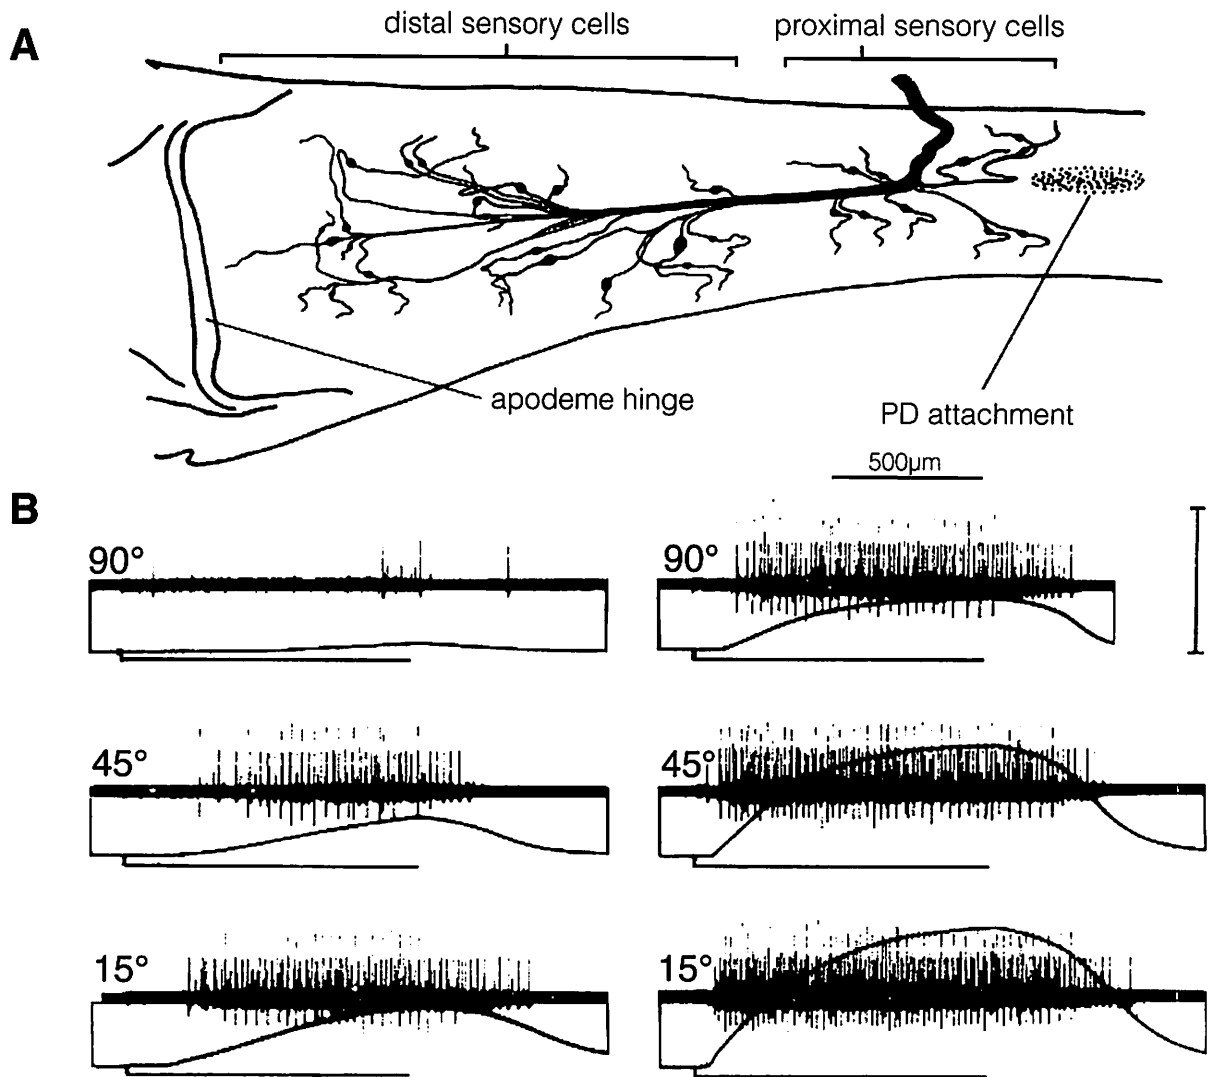 A
distal sensory cells
proximal sensory cells
apodeme hinge
PD attachment
500µm
B
90°
90°
45°
45°
15°
15°